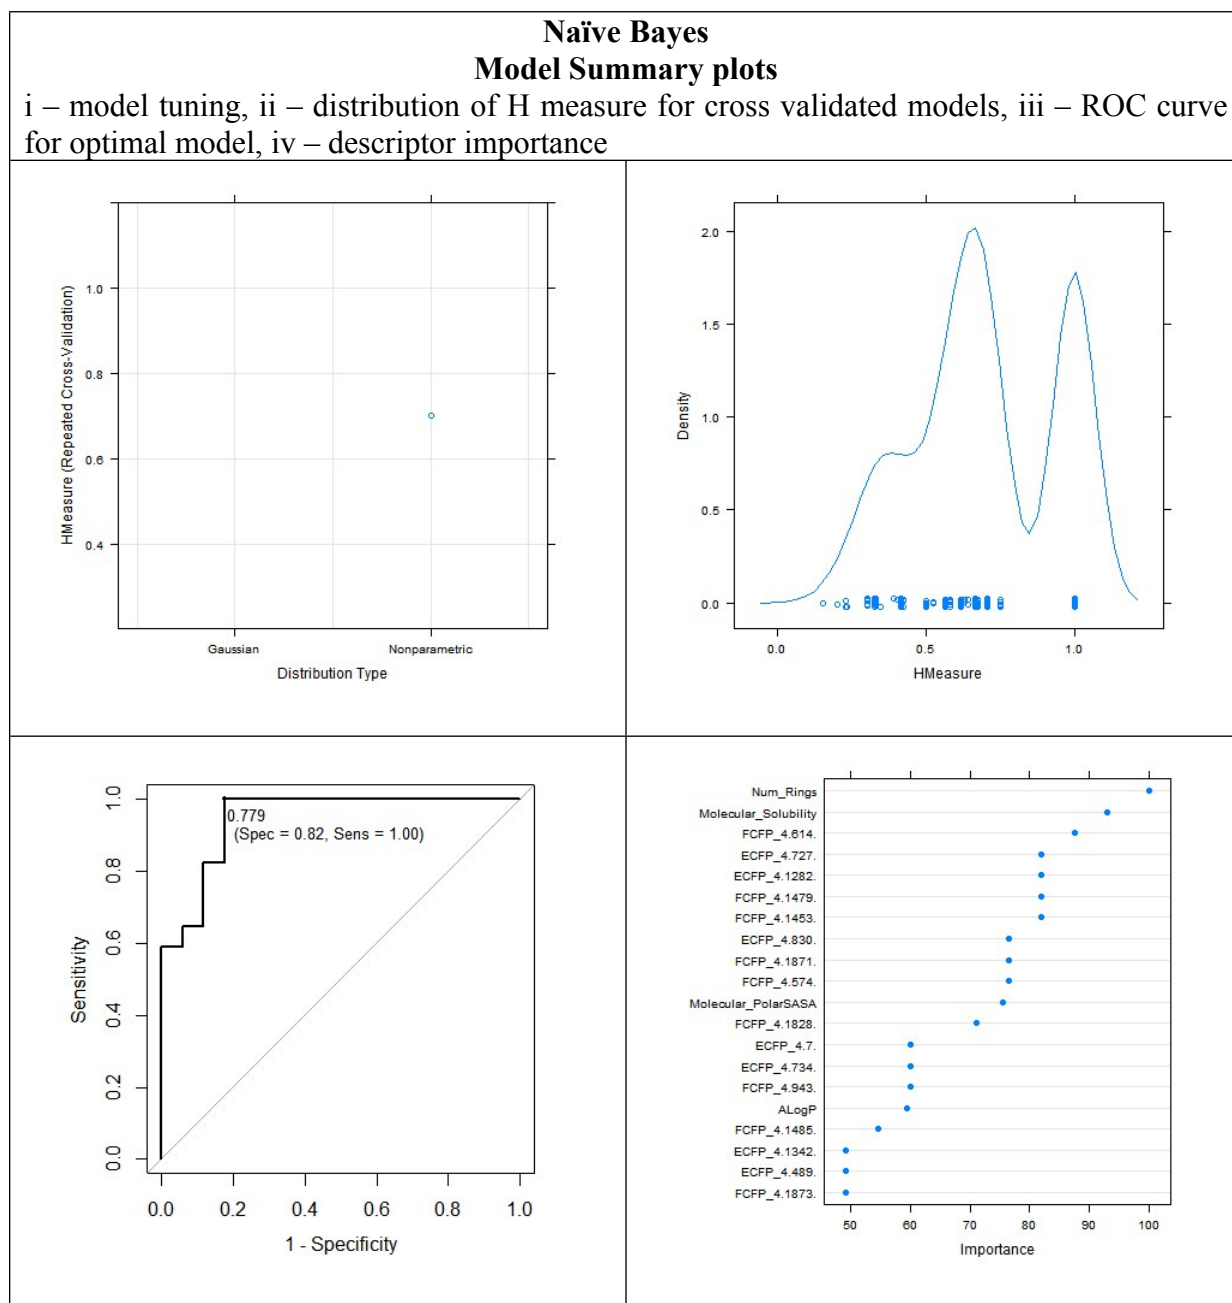 Naïve Bayes
Model Summary plots
i – model tuning, ii – distribution of H measure for cross validated models, iii – ROC curve
for optimal model, iv – descriptor importance
HMeasure (Repeated Cross-Validation)
1.0
0.8
0.6
0.4
Gaussian
Nonparametric
Distribution Type
Density
2.0
1.5
1.0
0.5
0.0
0.0
0.5
1.0
HMeasure
Sensitivity
1.0
0.8
0.6
0.4
0.2
0.0
0.779
(Spec = 0.82, Sens = 1.00)
0.0
0.2
0.4
0.6
0.8
1.0
1 - Specificity
Num_Rings
Molecular_Solubility
FCFP_4.614.
ECFP_4.727.
ECFP_4.1282.
FCFP_4.1479.
FCFP_4.1453.
ECFP_4.830.
FCFP_4.1871.
FCFP_4.574.
Molecular_PolarSASA
FCFP_4.1828.
ECFP_4.7.
ECFP_4.734.
FCFP_4.943.
ALogP
FCFP_4.1485.
ECFP_4.1342.
ECFP_4.489.
FCFP_4.1873.
50
60
70
80
90
100
Importance